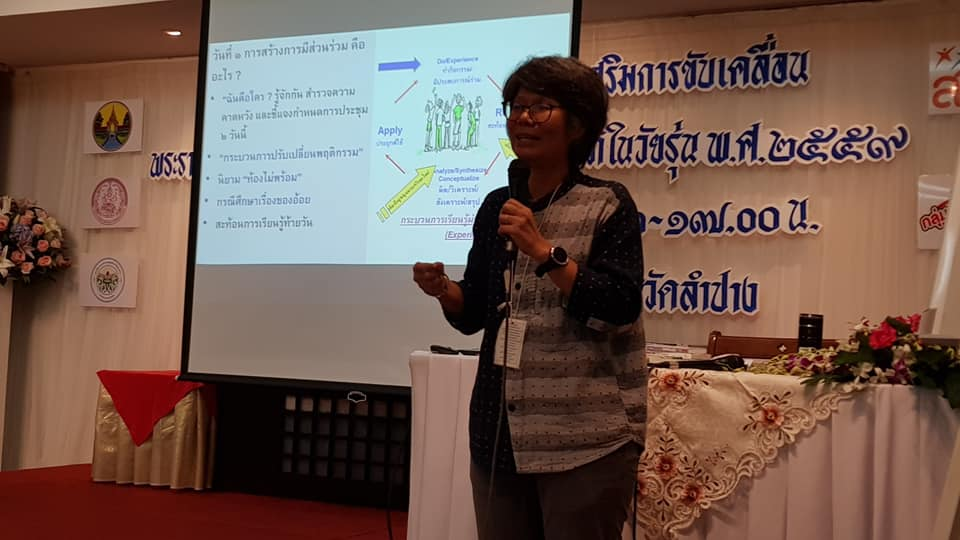 วันที่ ๑ การสร้างการมีส่วนร่วม คือ
อะไร ?
• “ฉันคือใคร ? รู้จักกัน สำรวจความ
คาดหวัง และชี้แจงกำหนดการประชุม
๒ วันนี้
• “กระบวนการปรับเปลี่ยนพฤติกรรม”
• นิยาม “ท้องไม่พร้อม”
• กรณีศึกษาเรื่องของอ้อย
• สะท้อนการเรียนรู้ท้ายวัน
Do/Experience
ทำกิจกรรม/
มีประสบการณ์ร่วม
Apply
ประยุกต์ใช้
Analyze/Synthesize
Conceptualize
คิด/วิเคราะห์/
สังเคราะห์/สรุป
กระบวนการเรียนรู้
(Experi
เสริมการขับเคลื่อน
พระรา
ในวัยรุ่น พ.ศ.๒๕๕๙
-๑๗.๐๐ น.
วัดลำปาง